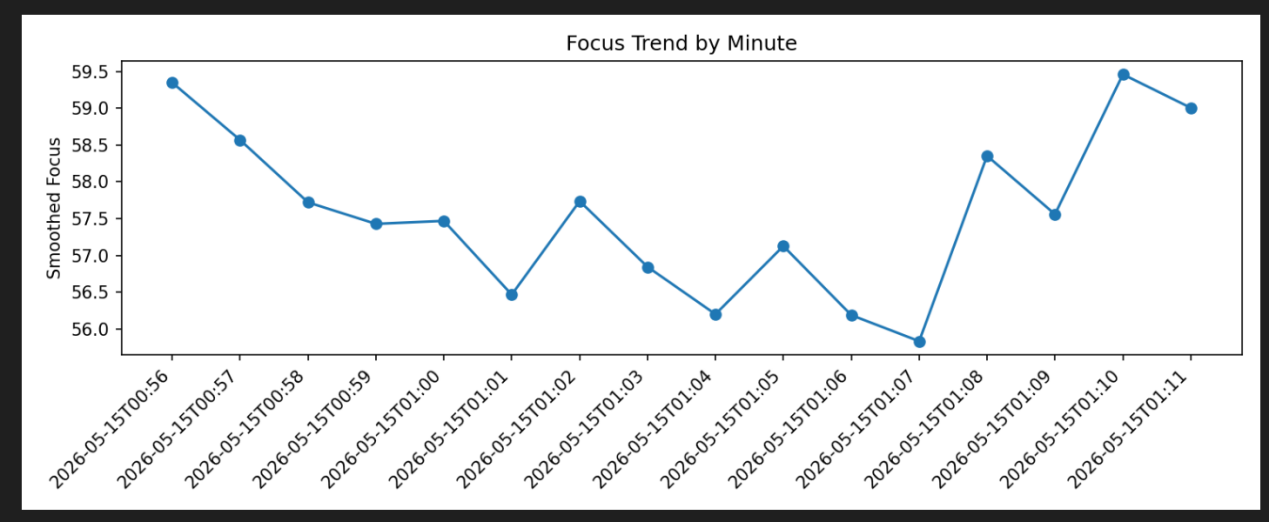 Focus Trend by Minute
Smoothed Focus
59.5
59.0
58.5
58.0
57.5
57.0
56.5
56.0
2026-05-15T00:56
2026-05-15T00:57
2026-05-15T00:58
2026-05-15T00:59
2026-05-15T01:00
2026-05-15T01:01
2026-05-15T01:02
2026-05-15T01:03
2026-05-15T01:04
2026-05-15T01:05
2026-05-15T01:06
2026-05-15T01:07
2026-05-15T01:08
2026-05-15T01:09
2026-05-15T01:10
2026-05-15T01:11